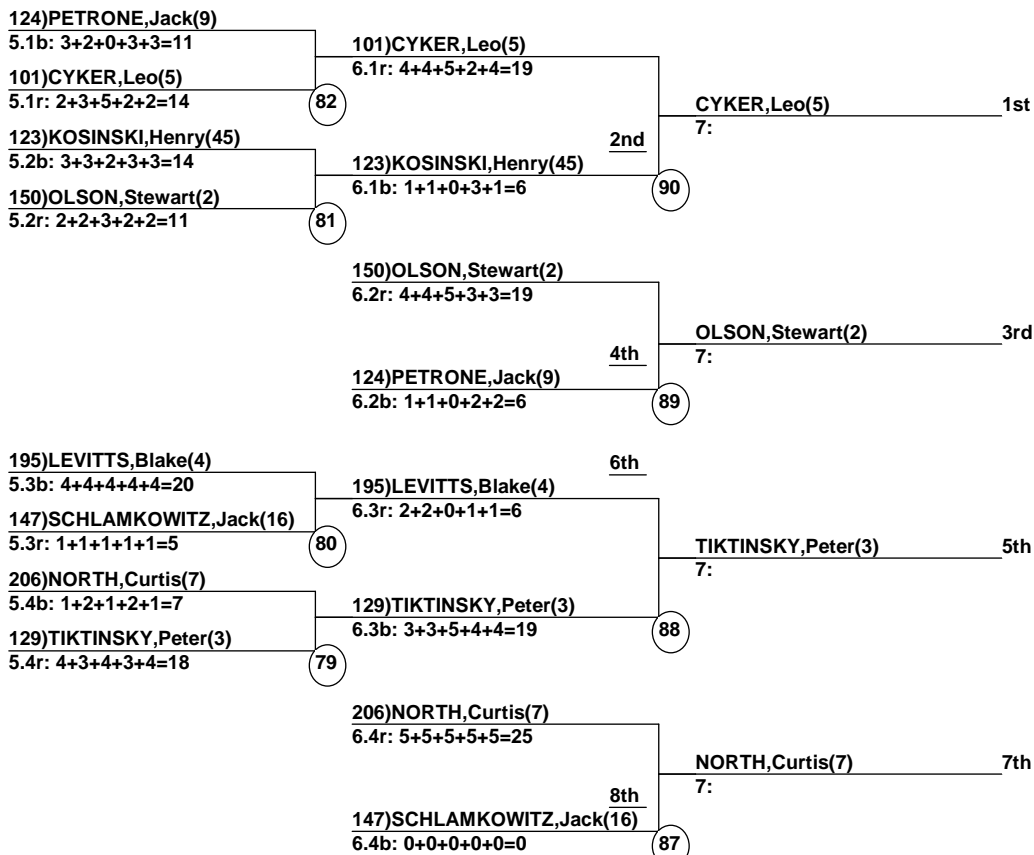 124)PETRONE,Jack(9)
5.1b: 3+2+0+3+3=11
101)CYKER,Leo(5)
5.1r: 2+3+5+2+2=14
82
101)CYKER,Leo(5)
6.1r: 4+4+5+2+4=19
123)KOSINSKI,Henry(45)
5.2b: 3+3+2+3+3=14
150)OLSON,Stewart(2)
5.2r: 2+2+3+2+2=11
81
123)KOSINSKI,Henry(45)
6.1b: 1+1+0+3+1=6
2nd
90
CYKER,Leo(5)
7:
1st
150)OLSON,Stewart(2)
6.2r: 4+4+5+3+3=19
124)PETRONE,Jack(9)
6.2b: 1+1+0+2+2=6
4th
89
OLSON,Stewart(2)
7:
3rd
195)LEVITTS,Blake(4)
5.3b: 4+4+4+4+4=20
147)SCHLAMKOWITZ,Jack(16)
5.3r: 1+1+1+1+1=5
80
195)LEVITTS,Blake(4)
6.3r: 2+2+0+1+1=6
206)NORTH,Curtis(7)
5.4b: 1+2+1+2+1=7
129)TIKTINSKY,Peter(3)
5.4r: 4+3+4+3+4=18
79
129)TIKTINSKY,Peter(3)
6.3b: 3+3+5+4+4=19
6th
88
TIKTINSKY,Peter(3)
7:
5th
206)NORTH,Curtis(7)
6.4r: 5+5+5+5+5=25
147)SCHLAMKOWITZ,Jack(16)
6.4b: 0+0+0+0+0=0
8th
87
NORTH,Curtis(7)
7:
7th